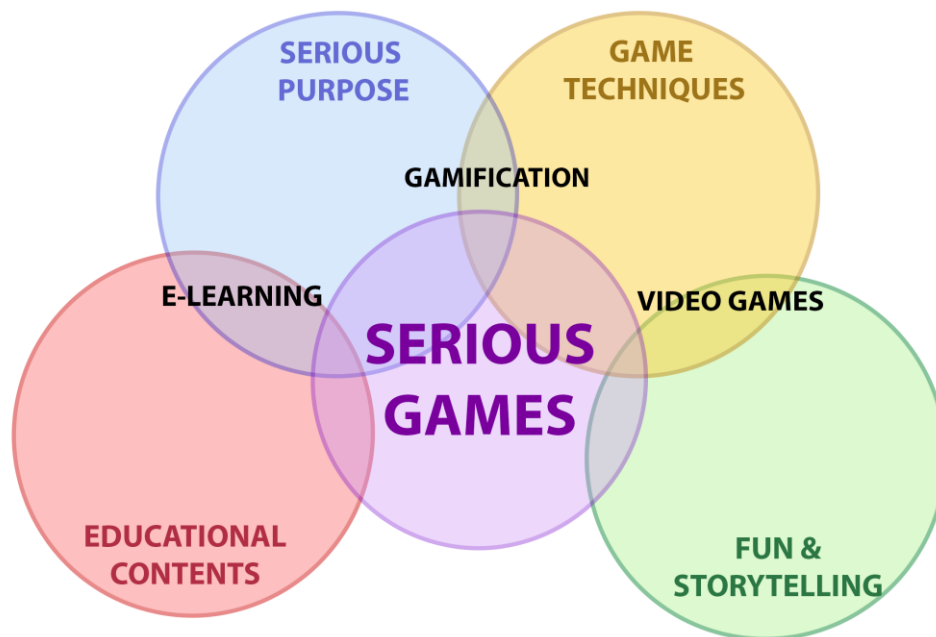 SERIOUS
PURPOSE
GAME
TECHNIQUES
GAMIFICATION
E-LEARNING
VIDEO GAMES
SERIOUS
GAMES
EDUCATIONAL
CONTENTS
FUN &
STORYTELLING